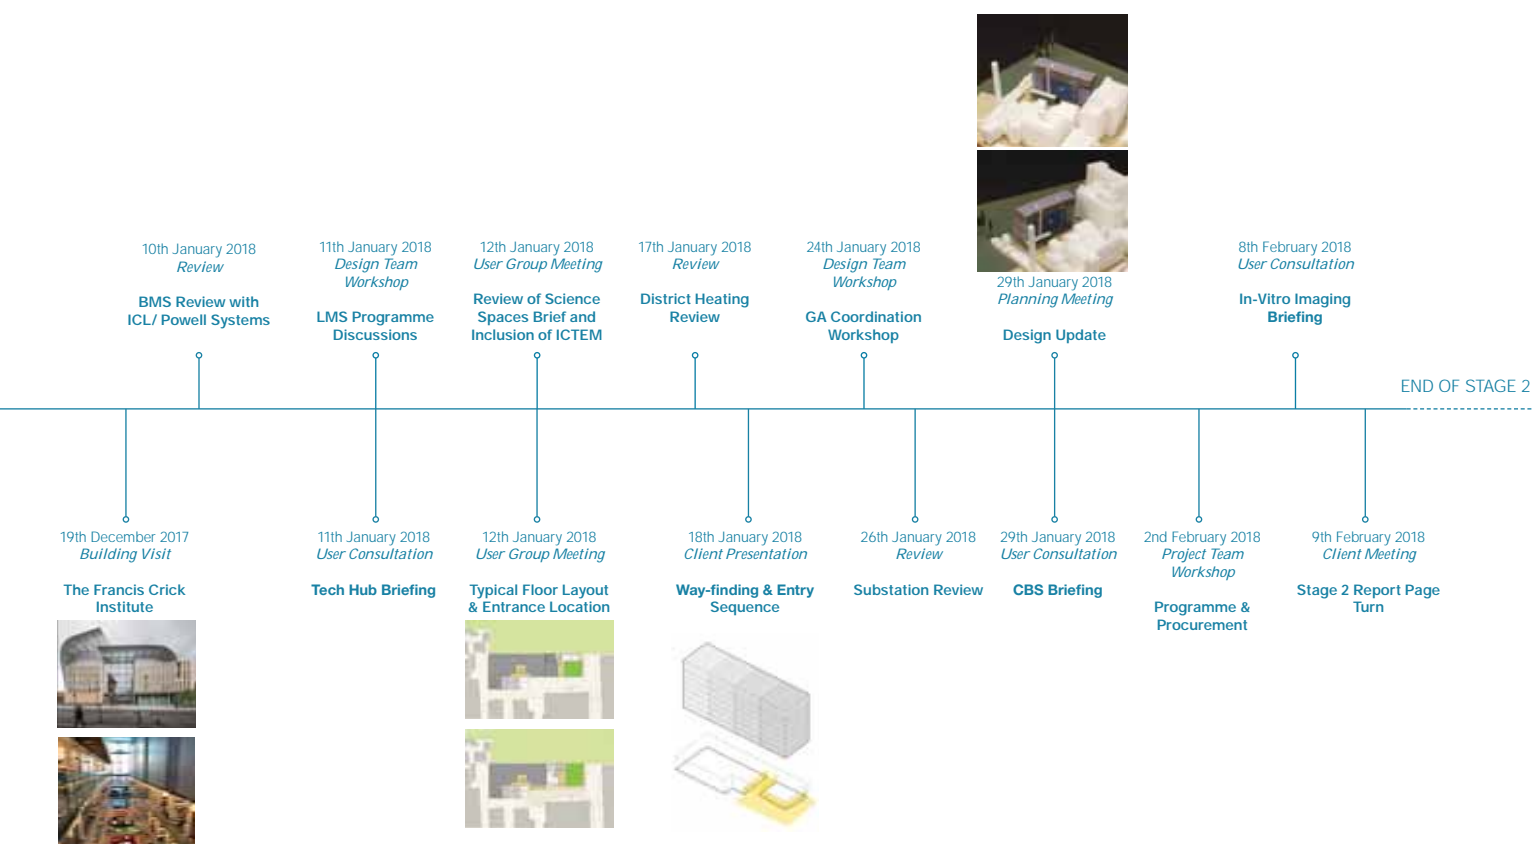 10th January 2018
Review
BMS Review with
ICL/ Powell Systems
11th January 2018
Design Team
Workshop
LMS Programme
Discussions
12th January 2018
User Group Meeting
Review of Science
Spaces Brief and
Inclusion of ICTEM
17th January 2018
Review
District Heating
Review
24th January 2018
Design Team
Workshop
GA Coordination
Workshop
29th January 2018
Planning Meeting
Design Update
8th February 2018
User Consultation
In-Vitro Imaging
Briefing
END OF STAGE 2
19th December 2017
Building Visit
The Francis Crick
Institute
11th January 2018
User Consultation
Tech Hub Briefing
12th January 2018
User Group Meeting
Typical Floor Layout
& Entrance Location
18th January 2018
Client Presentation
Way-finding & Entry
Sequence
26th January 2018
Review
Substation Review
29th January 2018
User Consultation
CBS Briefing
2nd February 2018
Project Team
Workshop
Programme &
Procurement
9th February 2018
Client Meeting
Stage 2 Report Page
Turn